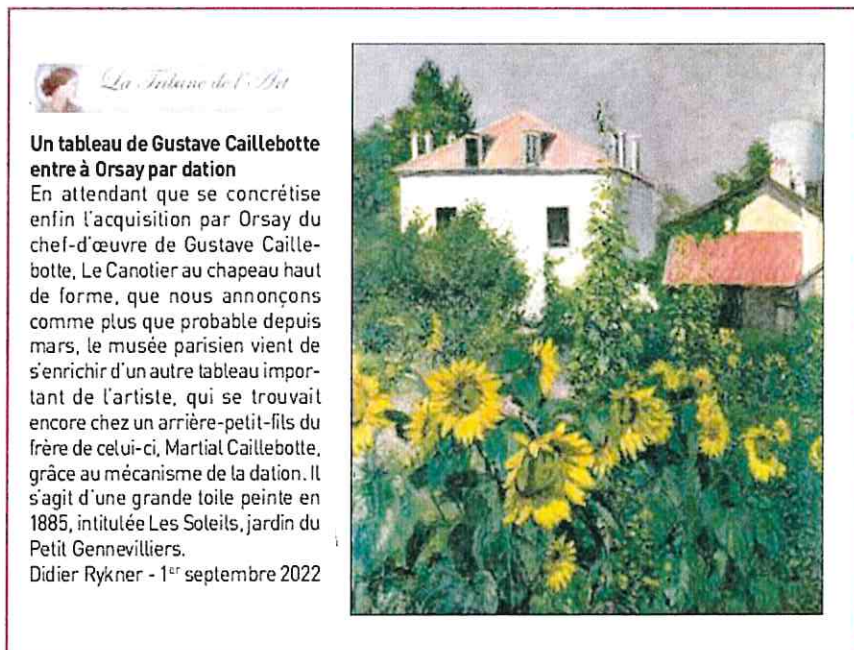 La Tribune de l'Art
Un tableau de Gustave Caillebotte
entre à Orsay par dation
En attendant que se concrétise
enfin l'acquisition par Orsay du
chef-d'œuvre de Gustave Caille-
botte, Le Canotier au chapeau haut
de forme, que nous annonçons
comme plus que probable depuis
mars, le musée parisien vient de
s'enrichir d'un autre tableau impor-
tant de l'artiste, qui se trouvait
encore chez un arrière-petit-fils du
frère de celui-ci, Martial Caillebotte,
grâce au mécanisme de la dation. Il
s'agit d'une grande toile peinte en
1885, intitulée Les Soleils, jardin du
Petit Gennevilliers.
Didier Rykner - 1er septembre 2022